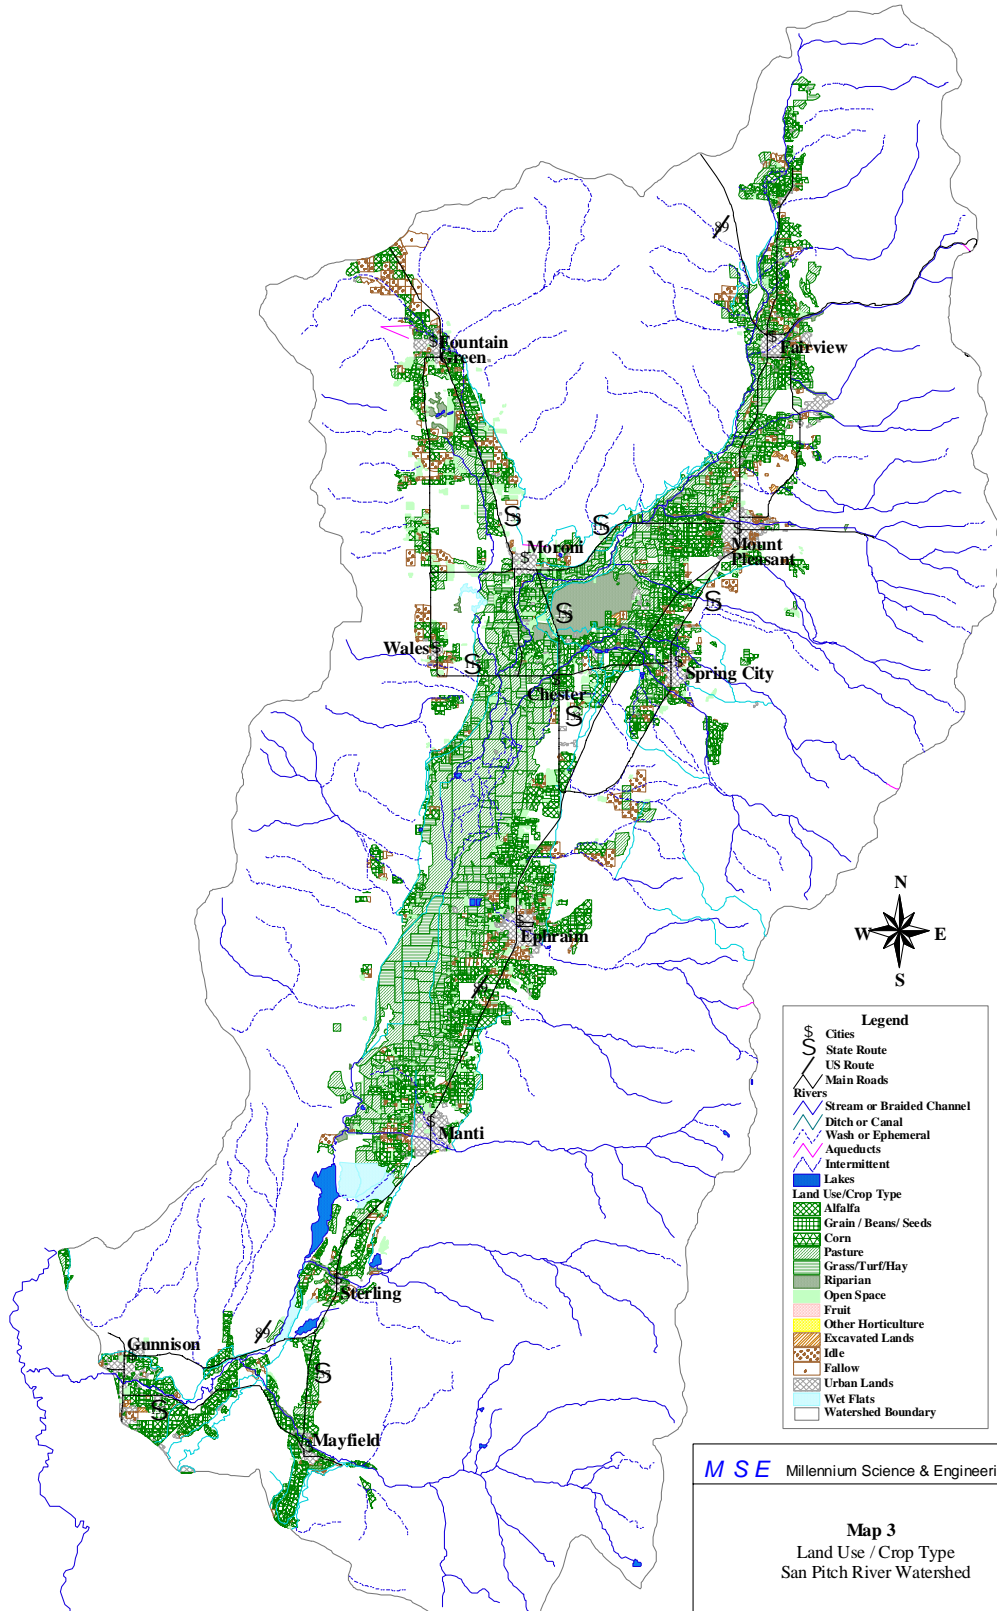 89
Fountain
Green
Fairview
Moroni
Mount
Pleasant
Wales
Spring City
Chester
N
W E
S
Ephraim
Manti
Sterling
89
Gunnison
Mayfield
Legend
Cities
State Route
US Route
Main Roads
Rivers
Stream or Braided Channel
Ditch or Canal
Wash or Ephemeral
Aqueducts
Intermittent
Lakes
Land Use/Crop Type
Alfalfa
Grain / Beans/ Seeds
Corn
Pasture
Grass/Turf/Hay
Riparian
Open Space
Fruit
Other Horticulture
Excavated Lands
Idle
Fallow
Urban Lands
Wet Flats
Watershed Boundary
M S E Millennium Science & Engineeri
Map 3
Land Use / Crop Type
San Pitch River Watershed